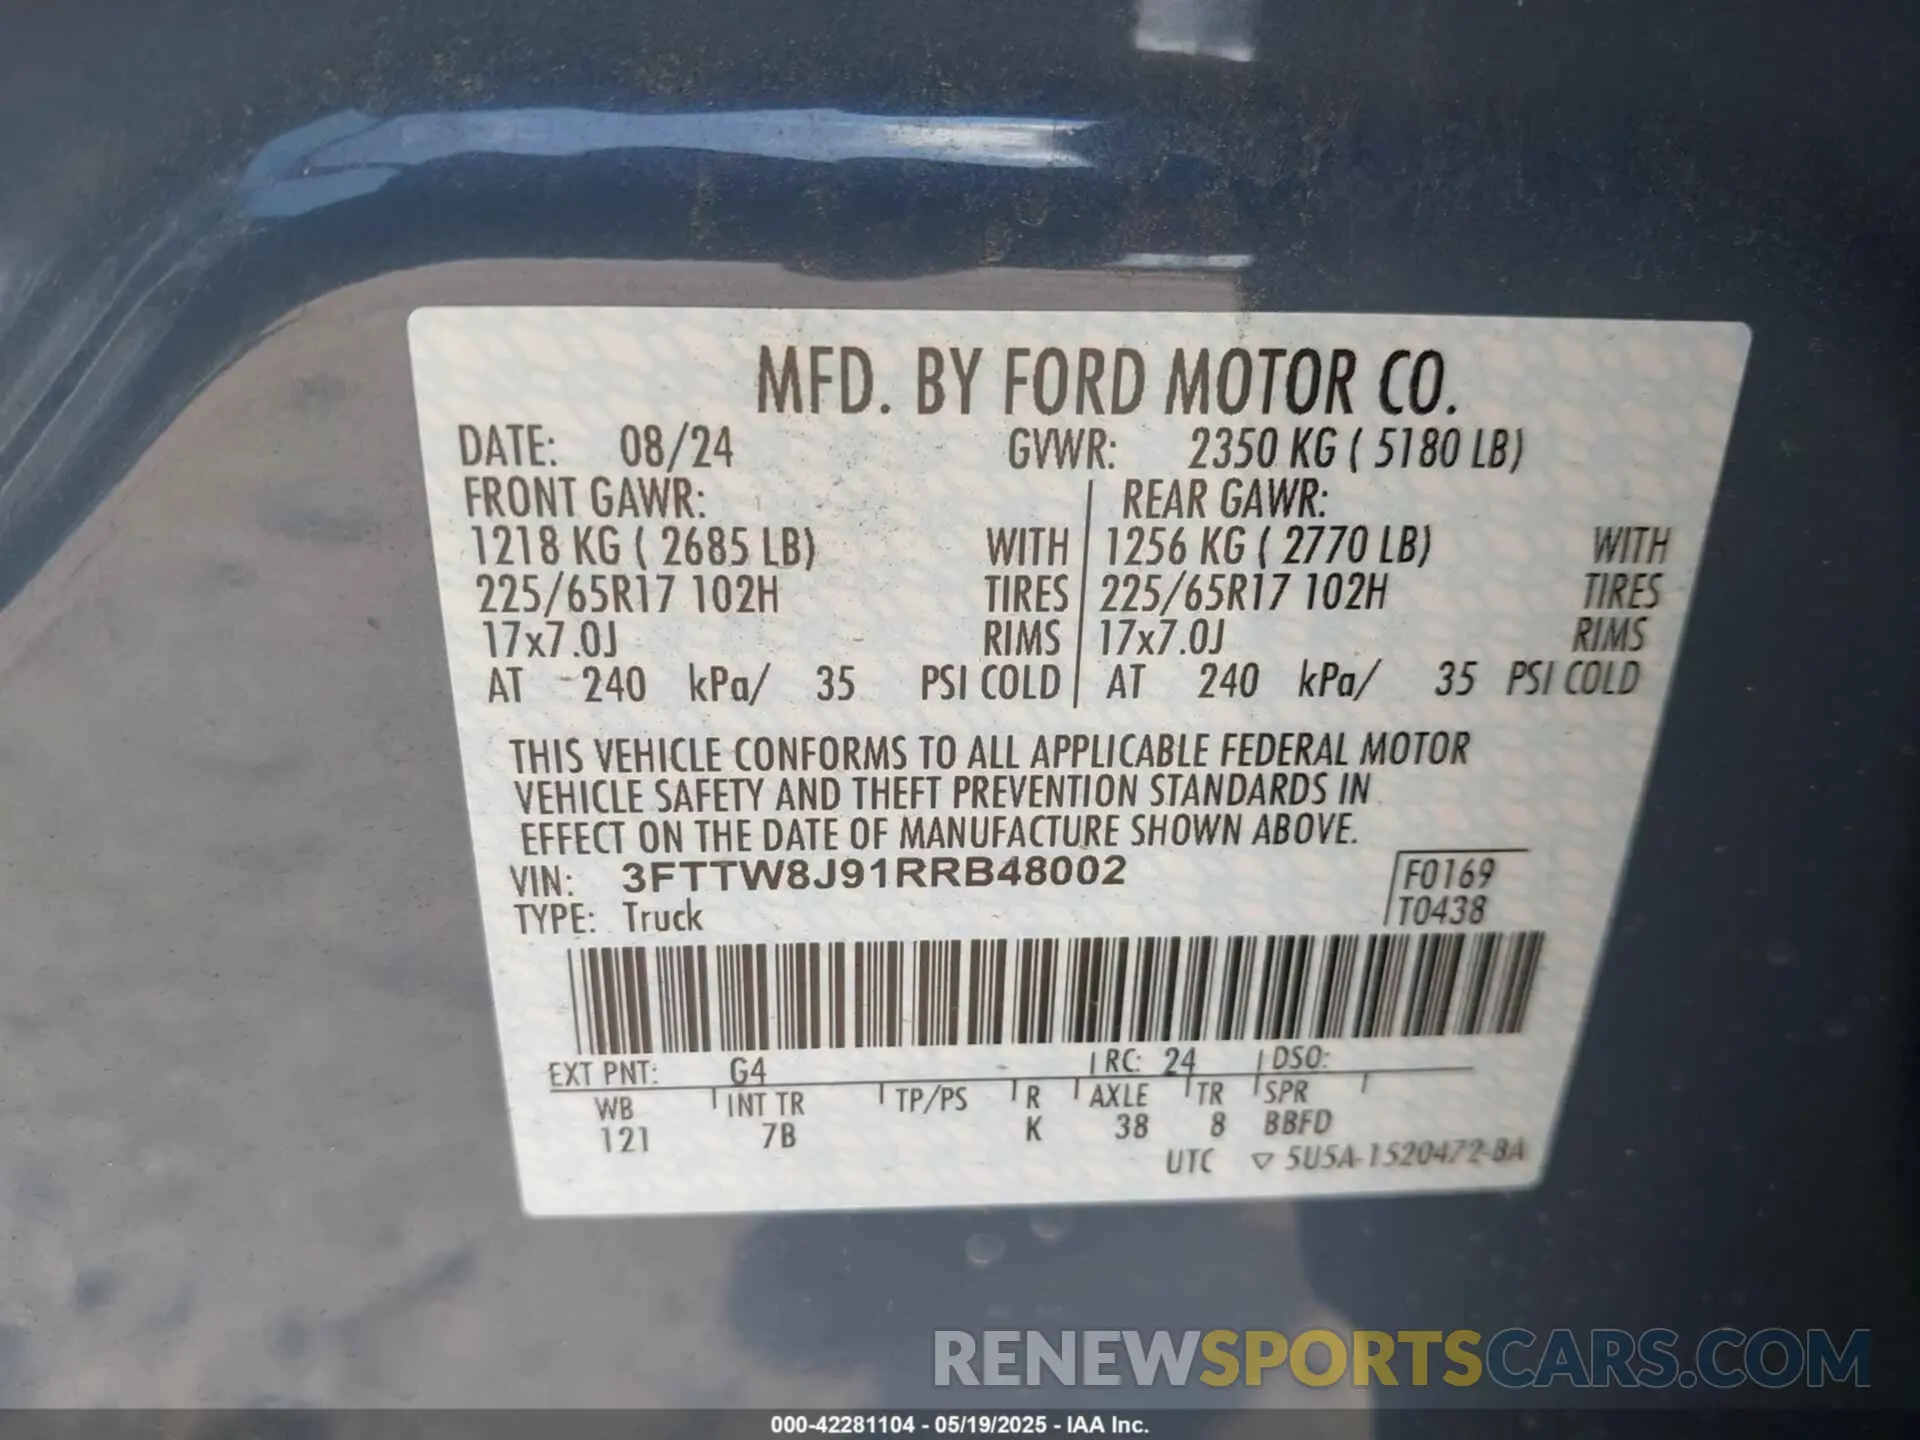 MFD. BY FORD MOTOR CO.
DATE: 08/24 GVWR: 2350 KG ( 5180 LB)
FRONT GAWR: REAR GAWR:
1218 KG ( 2685 LB) WITH 1256 KG ( 2770 LB) WITH
225/65R17 102H TIRES 225/65R17 102H TIRES
17x7.0J RIMS 17x7.0J RIMS
AT 240 kPa/ 35 PSI COLD AT 240 kPa/ 35 PSI COLD
THIS VEHICLE CONFORMS TO ALL APPLICABLE FEDERAL MOTOR
VEHICLE SAFETY AND THEFT PREVENTION STANDARDS IN
EFFECT ON THE DATE OF MANUFACTURE SHOWN ABOVE.
VIN: 3FTTW8J91RRB48002 F0169
TYPE: Truck T0438
EXT PNT: G4 RC: 24 DSO:
WB INT TR TP/PS R AXLE TR SPR
121 7B K 38 8 BBFD
UTC ▽ 5U5A-1520472-BA
RENEWSPORTSCARS.COM
000-42281104 - 05/19/2025 - IAA Inc.